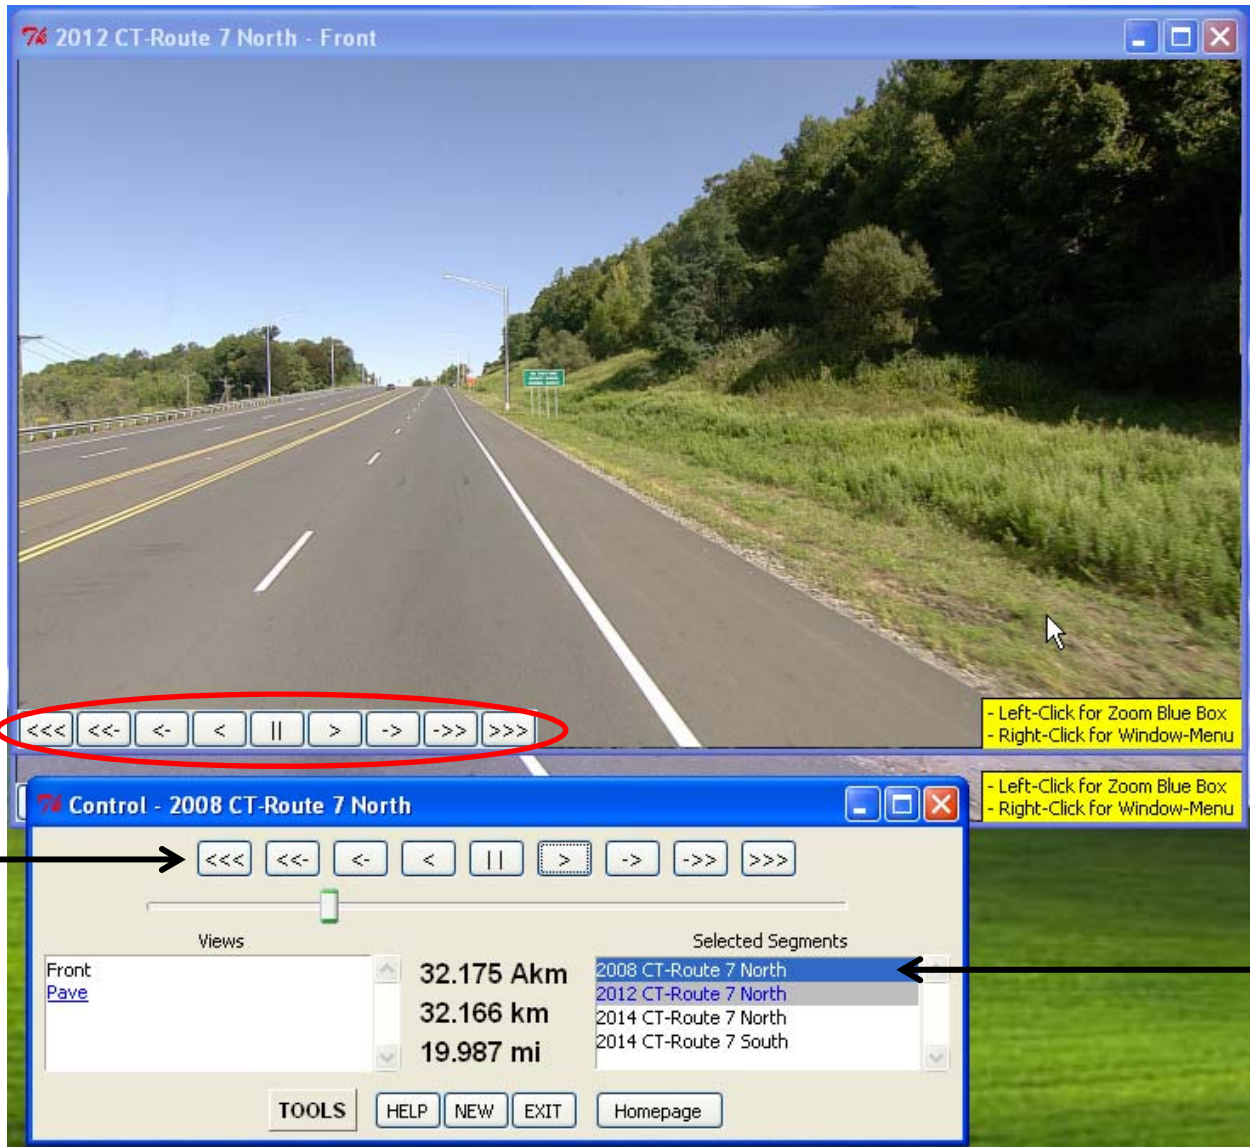 2012 CT-Route 7 North - Front
<<< <<- <- < || > -> ->> >>>
- Left-Click for Zoom Blue Box
- Right-Click for Window-Menu
- Left-Click for Zoom Blue Box
- Right-Click for Window-Menu
Control - 2008 CT-Route 7 North
<<< <<- <- < || > -> ->> >>>
Views
Selected Segments
Front
Pave
32.175 Akm
32.166 km
19.987 mi
2008 CT-Route 7 North
2012 CT-Route 7 North
2014 CT-Route 7 North
2014 CT-Route 7 South
TOOLS HELP NEW EXIT Homepage